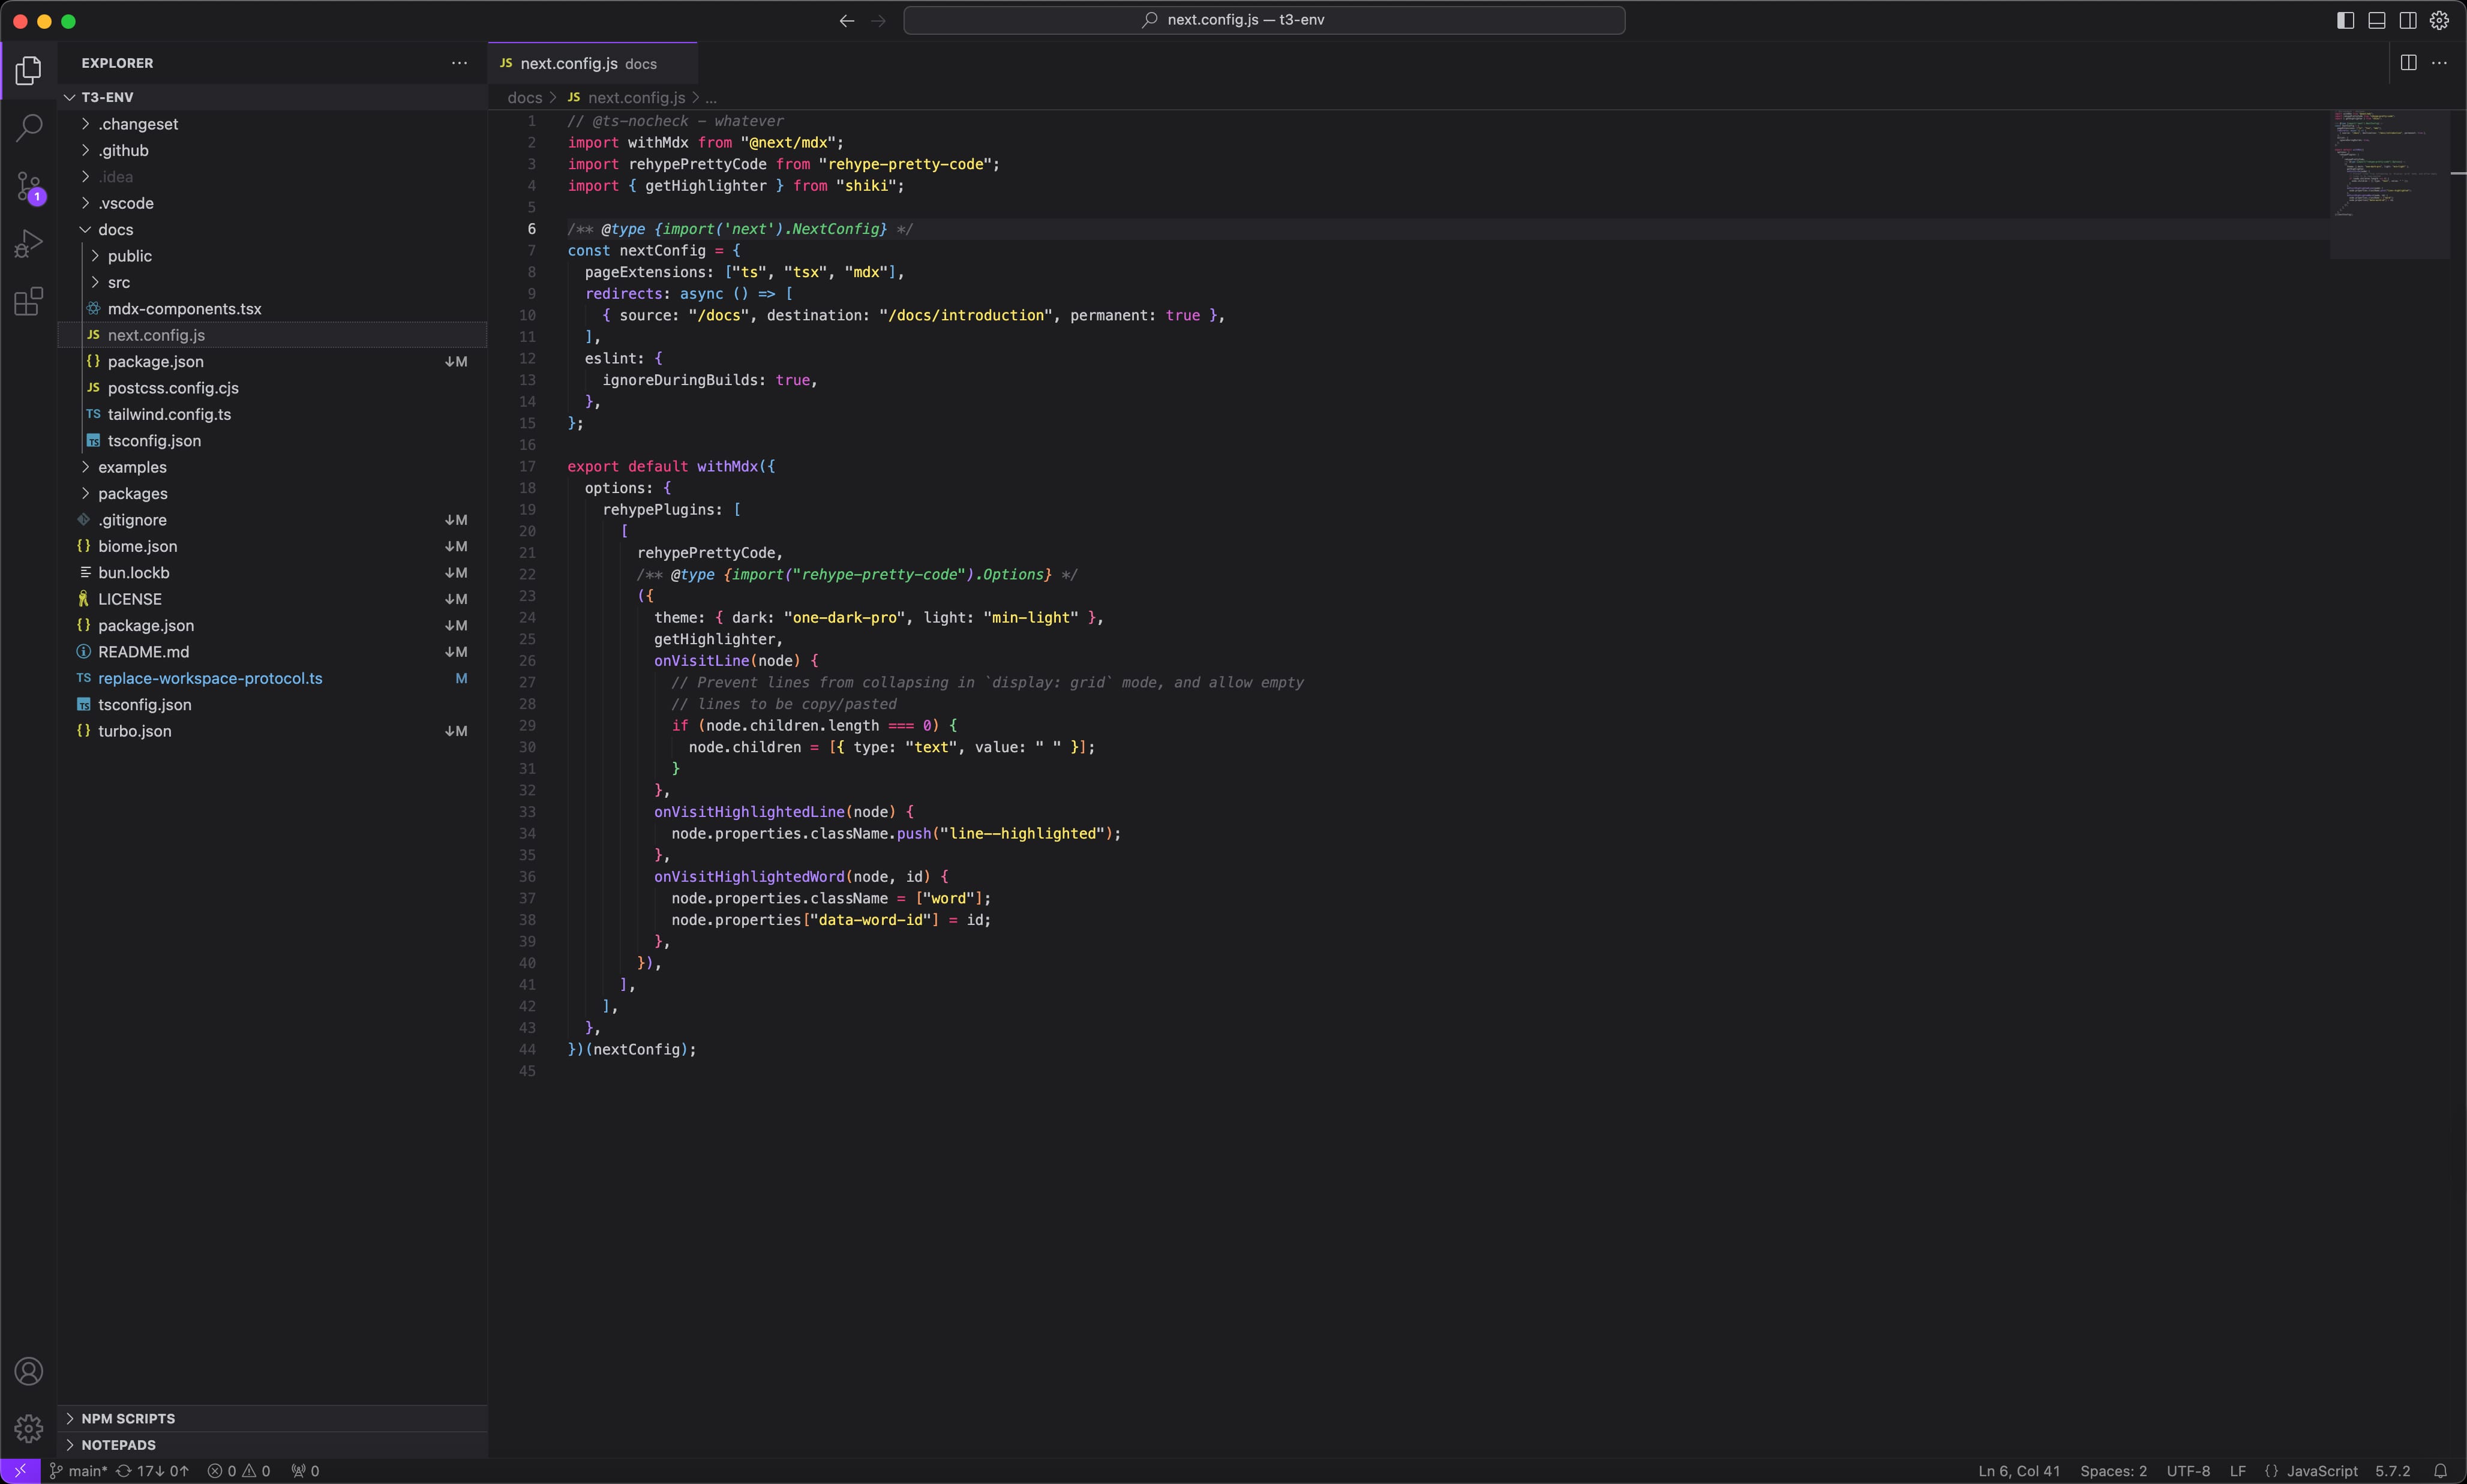 next.config.js — t3-env
EXPLORER
T3-ENV
.changeset
.github
.idea
.vscode
docs
public
src
mdx-components.tsx
JS next.config.js
{} package.json ↓M
JS postcss.config.cjs
TS tailwind.config.ts
TS tsconfig.json
examples
packages
.gitignore ↓M
{} biome.json ↓M
bun.lockb ↓M
LICENSE ↓M
{} package.json ↓M
README.md ↓M
TS replace-workspace-protocol.ts M
TS tsconfig.json
{} turbo.json ↓M
NPM SCRIPTS
NOTEPADS
1
JS next.config.js docs
docs > JS next.config.js > ...
1 // @ts-nocheck - whatever
2 import withMdx from "@next/mdx";
3 import rehypePrettyCode from "rehype-pretty-code";
4 import { getHighlighter } from "shiki";
5
6 /** @type {import('next').NextConfig} */
7 const nextConfig = {
8   pageExtensions: ["ts", "tsx", "mdx"],
9   redirects: async () => [
10     { source: "/docs", destination: "/docs/introduction", permanent: true },
11   ],
12   eslint: {
13     ignoreDuringBuilds: true,
14   },
15 };
16
17 export default withMdx({
18   options: {
19     rehypePlugins: [
20       [
21         rehypePrettyCode,
22         /** @type {import("rehype-pretty-code").Options} */
23         ({
24           theme: { dark: "one-dark-pro", light: "min-light" },
25           getHighlighter,
26           onVisitLine(node) {
27             // Prevent lines from collapsing in `display: grid` mode, and allow empty
28             // lines to be copy/pasted
29             if (node.children.length === 0) {
30               node.children = [{ type: "text", value: " " }];
31             }
32           },
33           onVisitHighlightedLine(node) {
34             node.properties.className.push("line--highlighted");
35           },
36           onVisitHighlightedWord(node, id) {
37             node.properties.className = ["word"];
38             node.properties["data-word-id"] = id;
39           },
40         }),
41       ],
42     ],
43   },
44 })(nextConfig);
45
main* 17↓ 0↑ 0 0 0
Ln 6, Col 41 Spaces: 2 UTF-8 LF {} JavaScript 5.7.2